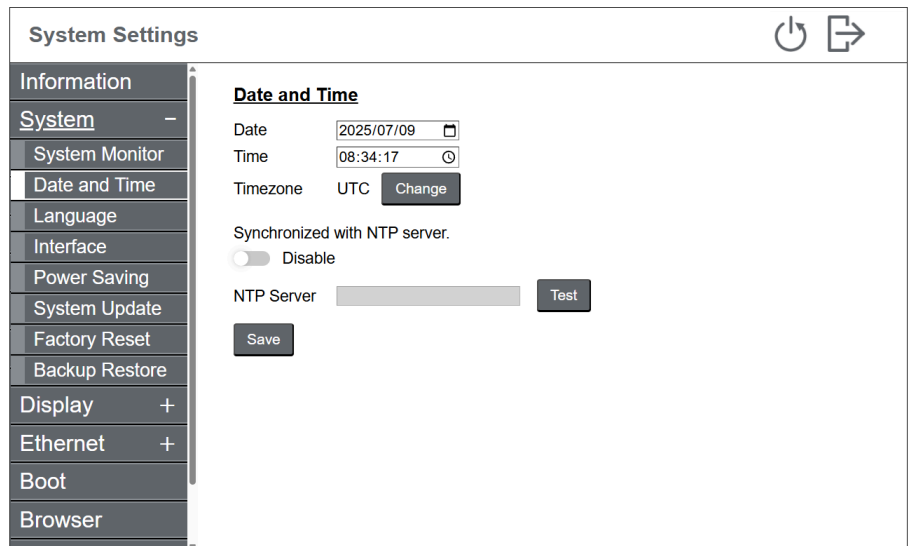 System Settings
Information
System −
System Monitor
Date and Time
Language
Interface
Power Saving
System Update
Factory Reset
Backup Restore
Display +
Ethernet +
Boot
Browser
Date and Time
Date 2025/07/09
Time 08:34:17
Timezone UTC Change
Synchronized with NTP server.
Disable
NTP Server Test
Save